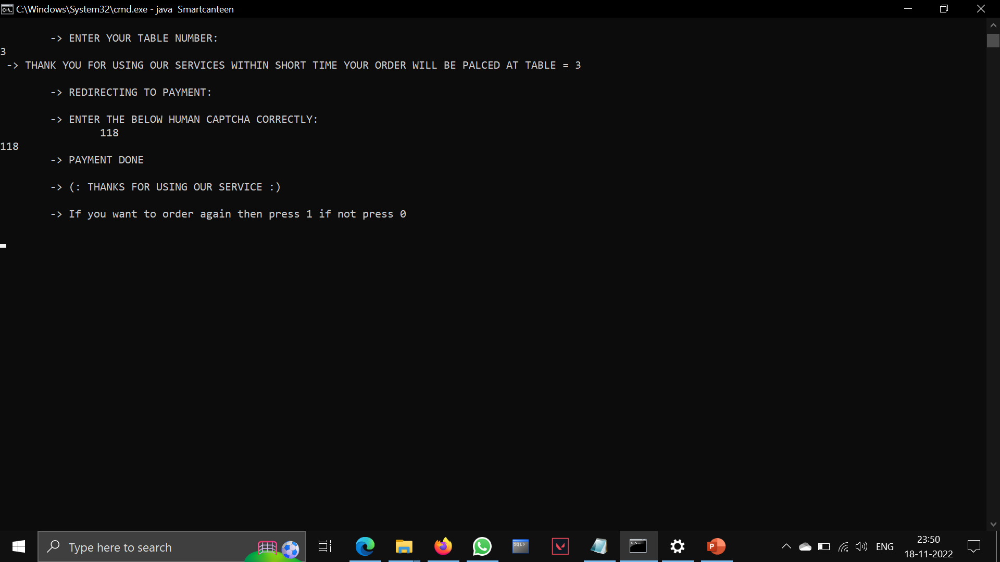 C:\Windows\System32\cmd.exe - java  Smartcanteen
-> ENTER YOUR TABLE NUMBER:
3
-> THANK YOU FOR USING OUR SERVICES WITHIN SHORT TIME YOUR ORDER WILL BE PALCED AT TABLE = 3
-> REDIRECTING TO PAYMENT:
-> ENTER THE BELOW HUMAN CAPTCHA CORRECTLY:
118
118
-> PAYMENT DONE
-> (: THANKS FOR USING OUR SERVICE :)
-> If you want to order again then press 1 if not press 0
Type here to search
SQL>
P
ENG
23:50
18-11-2022